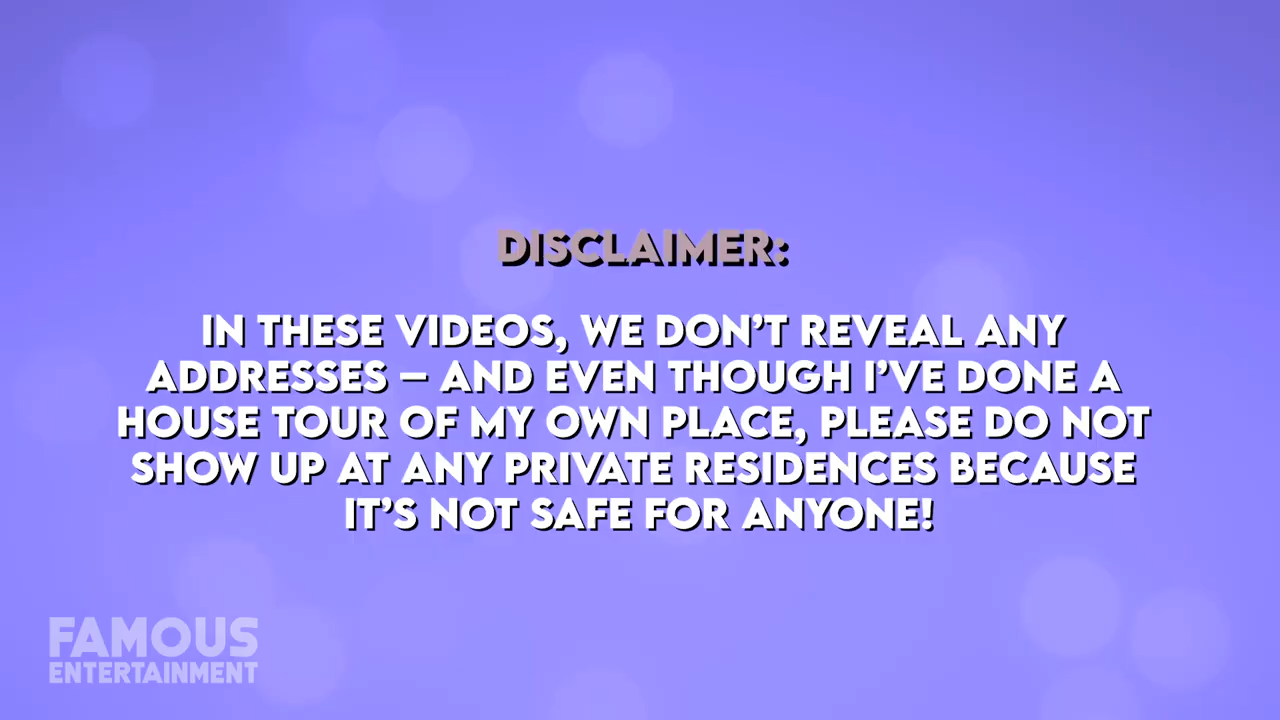 DISCLAIMER:
IN THESE VIDEOS, WE DON'T REVEAL ANY
ADDRESSES – AND EVEN THOUGH I'VE DONE A
HOUSE TOUR OF MY OWN PLACE, PLEASE DO NOT
SHOW UP AT ANY PRIVATE RESIDENCES BECAUSE
IT'S NOT SAFE FOR ANYONE!
FAMOUS
ENTERTAINMENT